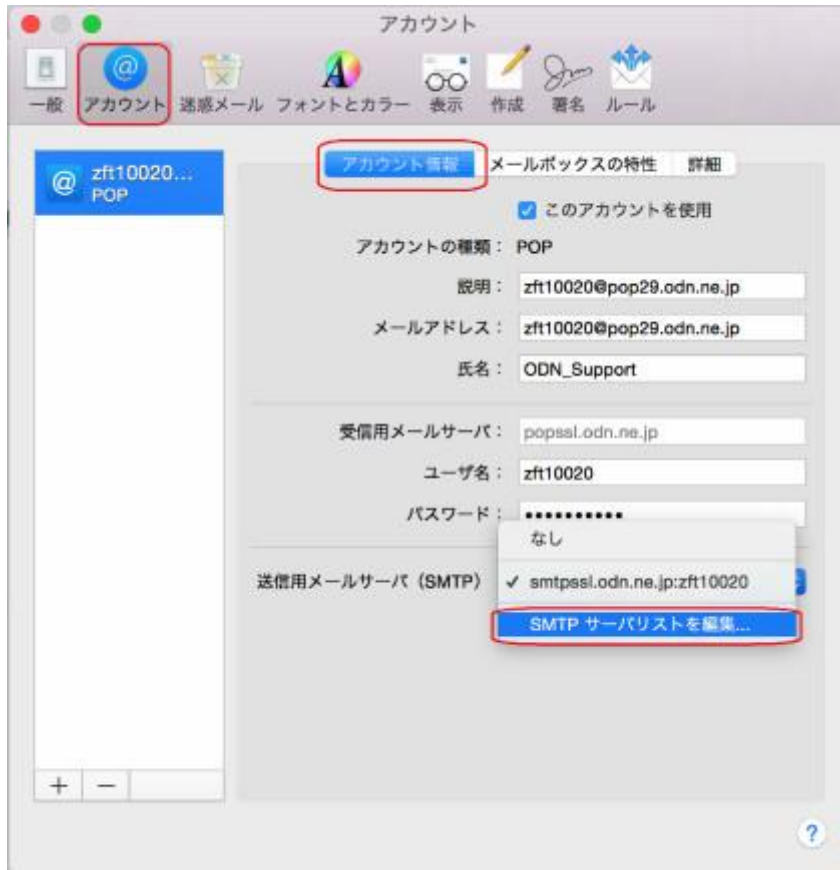 アカウント
一般 アカウント 迷惑メール フォントとカラー 表示 作成 署名 ルール
zft10020...
POP
アカウント情報 メールボックスの特性 詳細
このアカウントを使用
アカウントの種類： POP
説明： zft10020@pop29.odn.ne.jp
メールアドレス： zft10020@pop29.odn.ne.jp
氏名： ODN_Support
受信用メールサーバ： popssl.odn.ne.jp
ユーザ名： zft10020
パスワード： ••••••••••
なし
送信用メールサーバ（SMTP） ✓ smtpssl.odn.ne.jp:zft10020
SMTP サーバリストを編集...
+ −
?